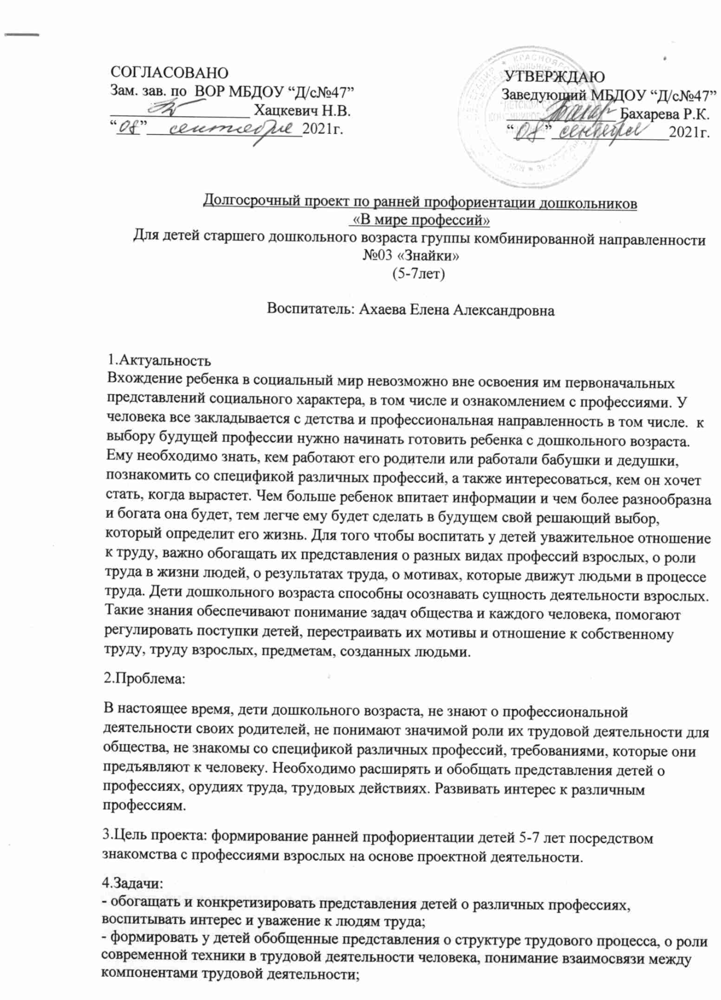 СОГЛАСОВАНО
Зам. зав. по ВОР МБДОУ “Д/с№47”
Хацкевич Н.В.
“08” сентября 2021г.
УТВЕРЖДАЮ
Заведующий МБДОУ “Д/с№47”
Бахарева Р.К.
“08” сентября 2021г.
Долгосрочный проект по ранней профориентации дошкольников
«В мире профессий»
Для детей старшего дошкольного возраста группы комбинированной направленности
№03 «Знайки»
(5-7лет)
Воспитатель: Ахаева Елена Александровна
1.Актуальность
Вхождение ребенка в социальный мир невозможно вне освоения им первоначальных
представлений социального характера, в том числе и ознакомлением с профессиями. У
человека все закладывается с детства и профессиональная направленность в том числе. к
выбору будущей профессии нужно начинать готовить ребенка с дошкольного возраста.
Ему необходимо знать, кем работают его родители или работали бабушки и дедушки,
познакомить со спецификой различных профессий, а также интересоваться, кем он хочет
стать, когда вырастет. Чем больше ребенок впитает информации и чем более разнообразна
и богата она будет, тем легче ему будет сделать в будущем свой решающий выбор,
который определит его жизнь. Для того чтобы воспитать у детей уважительное отношение
к труду, важно обогащать их представления о разных видах профессий взрослых, о роли
труда в жизни людей, о результатах труда, о мотивах, которые движут людьми в процессе
труда. Дети дошкольного возраста способны осознавать сущность деятельности взрослых.
Такие знания обеспечивают понимание задач общества и каждого человека, помогают
регулировать поступки детей, перестраивать их мотивы и отношение к собственному
труду, труду взрослых, предметам, созданных людьми.
2.Проблема:
В настоящее время, дети дошкольного возраста, не знают о профессиональной
деятельности своих родителей, не понимают значимой роли их трудовой деятельности для
общества, не знакомы со спецификой различных профессий, требованиями, которые они
предъявляют к человеку. Необходимо расширять и обобщать представления детей о
профессиях, орудиях труда, трудовых действиях. Развивать интерес к различным
профессиям.
3.Цель проекта: формирование ранней профориентации детей 5-7 лет посредством
знакомства с профессиями взрослых на основе проектной деятельности.
4.Задачи:
- обогащать и конкретизировать представления детей о различных профессиях,
воспитывать интерес и уважение к людям труда;
- формировать у детей обобщенные представления о структуре трудового процесса, о роли
современной техники в трудовой деятельности человека, понимание взаимосвязи между
компонентами трудовой деятельности;